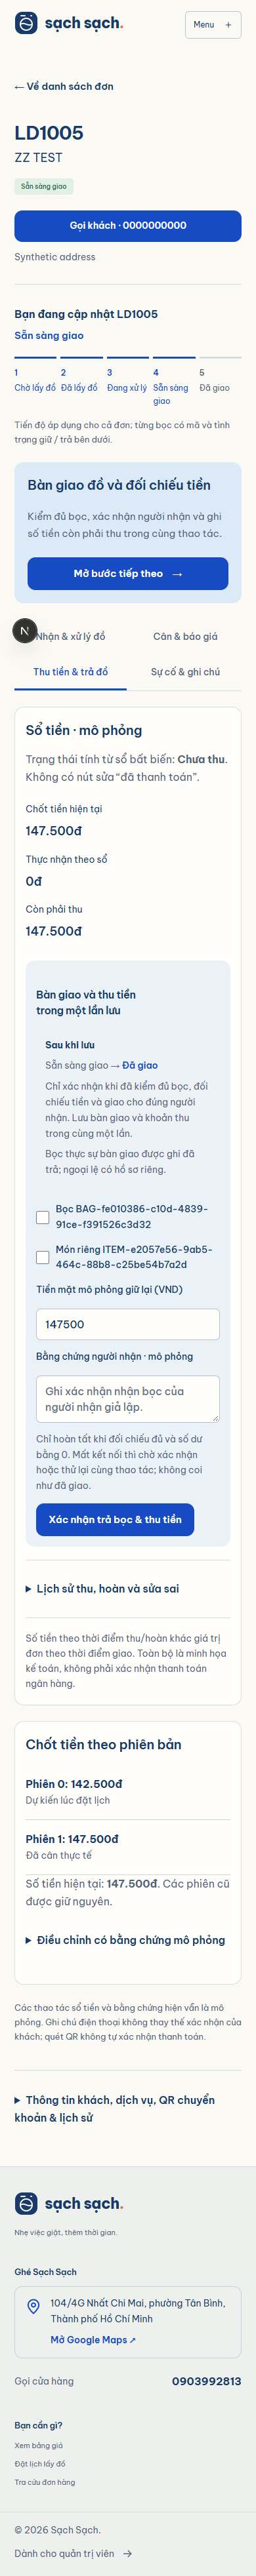 sạch sạch.
Menu +
← Về danh sách đơn
LD1005
ZZ TEST
Sẵn sàng giao
Gọi khách · 0000000000
Synthetic address
Bạn đang cập nhật LD1005
Sẵn sàng giao
1
Chờ lấy đồ
2
Đã lấy đồ
3
Đang xử lý
4
Sẵn sàng
giao
5
Đã giao
Tiến độ áp dụng cho cả đơn; từng bọc có mã và tình
trạng giữ / trả bên dưới.
Bàn giao đồ và đối chiếu tiền
Kiểm đủ bọc, xác nhận người nhận và ghi
số tiền còn phải thu trong cùng thao tác.
Mở bước tiếp theo →
N
Nhận & xử lý đồ
Cân & báo giá
Thu tiền & trả đồ
Sự cố & ghi chú
Sổ tiền · mô phỏng
Trạng thái tính từ sổ bất biến: Chưa thu.
Không có nút sửa “đã thanh toán”.
Chốt tiền hiện tại
147.500đ
Thực nhận theo sổ
0đ
Còn phải thu
147.500đ
Bàn giao và thu tiền
trong một lần lưu
Sau khi lưu
Sẵn sàng giao → Đã giao
Chỉ xác nhận khi đã kiểm đủ bọc, đối
chiếu tiền và giao cho đúng người
nhận. Lưu bàn giao và khoản thu
trong cùng một lần.
Bọc thực sự bàn giao được ghi đã
trả; ngoại lệ có hồ sơ riêng.
Bọc BAG-fe010386-c10d-4839-
91ce-f391526c3d32
Món riêng ITEM-e2057e56-9ab5-
464c-88b8-c25be54b7a2d
Tiền mặt mô phỏng giữ lại (VND)
147500
Bằng chứng người nhận · mô phỏng
Ghi xác nhận nhận bọc của
người nhận giả lập.
Chỉ hoàn tất khi đối chiếu đủ và số dư
bằng 0. Mất kết nối thì chờ xác nhận
hoặc thử lại cùng thao tác; không coi
như đã giao.
Xác nhận trả bọc & thu tiền
▶ Lịch sử thu, hoàn và sửa sai
Số tiền theo thời điểm thu/hoàn khác giá trị
đơn theo thời điểm giao. Toàn bộ là minh họa
kế toán, không phải xác nhận thanh toán
ngân hàng.
Chốt tiền theo phiên bản
Phiên 0: 142.500đ
Dự kiến lúc đặt lịch
Phiên 1: 147.500đ
Đã cân thực tế
Số tiền hiện tại: 147.500đ. Các phiên cũ
được giữ nguyên.
▶ Điều chỉnh có bằng chứng mô phỏng
Các thao tác sổ tiền và bằng chứng hiện vẫn là mô
phỏng. Ghi chú điện thoại không thay thế xác nhận của
khách; quét QR không tự xác nhận thanh toán.
▶ Thông tin khách, dịch vụ, QR chuyển
khoản & lịch sử
sạch sạch.
Nhẹ việc giặt, thêm thời gian.
Ghé Sạch Sạch
104/4G Nhất Chi Mai, phường Tân Bình,
Thành phố Hồ Chí Minh
Mở Google Maps ↗
Gọi cửa hàng
0903992813
Bạn cần gì?
Xem bảng giá
Đặt lịch lấy đồ
Tra cứu đơn hàng
© 2026 Sạch Sạch.
Dành cho quản trị viên →